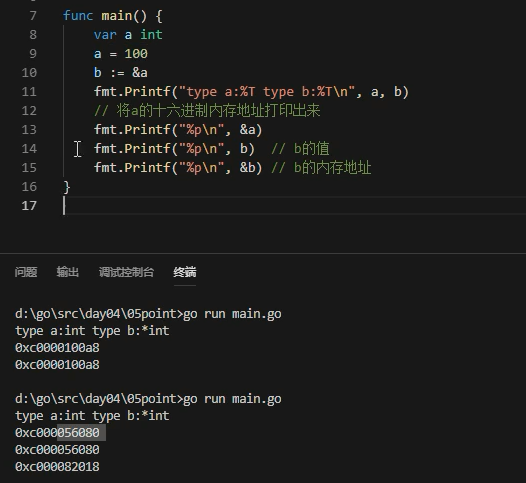 7 func main() {
8 var a int
9 a = 100
10 b := &a
11 fmt.Printf("type a:%T type b:%T\n", a, b)
12 // 将a的十六进制内存地址打印出来
13 fmt.Printf("%p\n", &a)
14 fmt.Printf("%p\n", b) // b的值
15 fmt.Printf("%p\n", &b) // b的内存地址
16 }
17
问题 输出 调试控制台 终端
d:\go\src\day04\05point>go run main.go
type a:int type b:*int
0xc0000100a8
0xc0000100a8
d:\go\src\day04\05point>go run main.go
type a:int type b:*int
0xc000056080
0xc000056080
0xc000082018